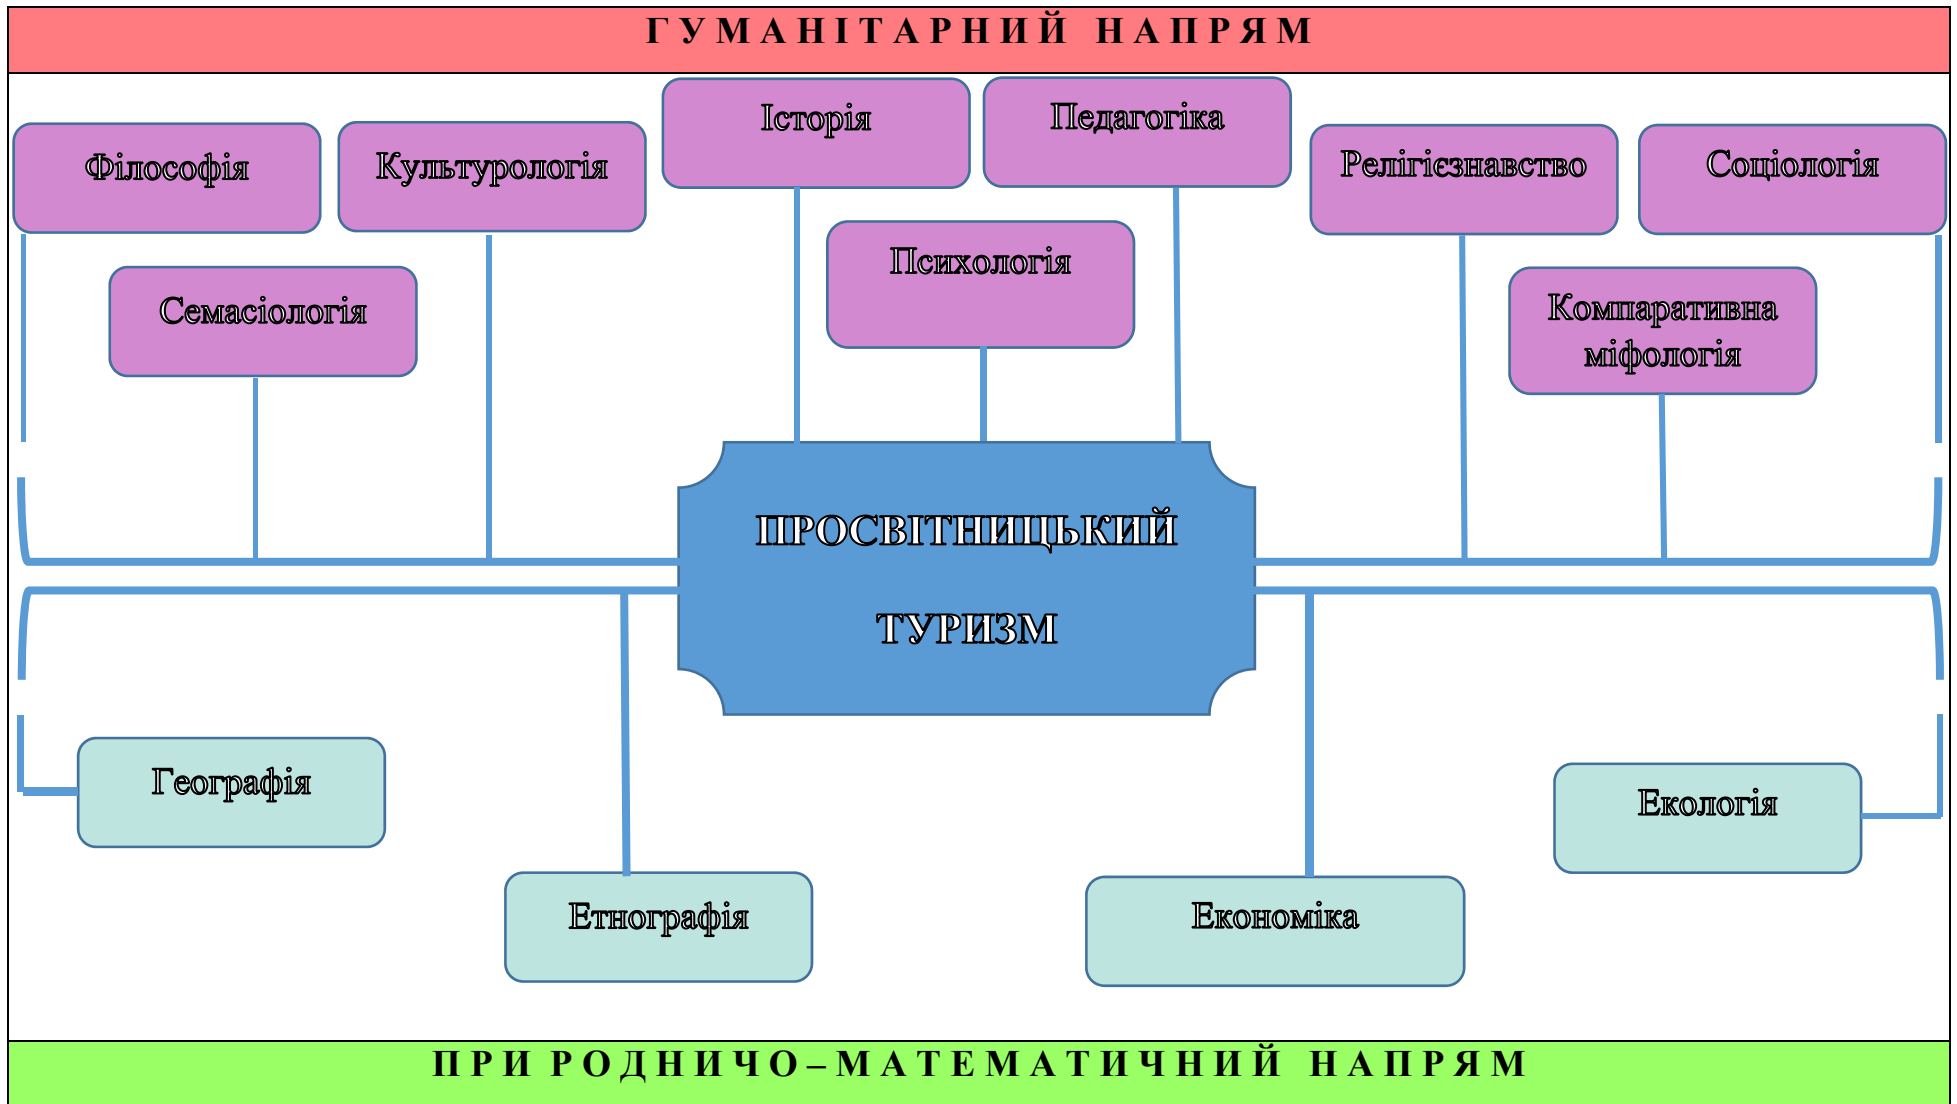 ГУМАНІТАРНИЙ НАПРЯМ
Історія
Педагогіка
Філософія
Культурологія
Релігієзнавство
Соціологія
Психологія
Семасіологія
Компаративна
міфологія
ПРОСВІТНИЦЬКИЙ
ТУРИЗМ
Географія
Екологія
Етнографія
Економіка
ПРИРОДНИЧО–МАТЕМАТИЧНИЙ НАПРЯМ